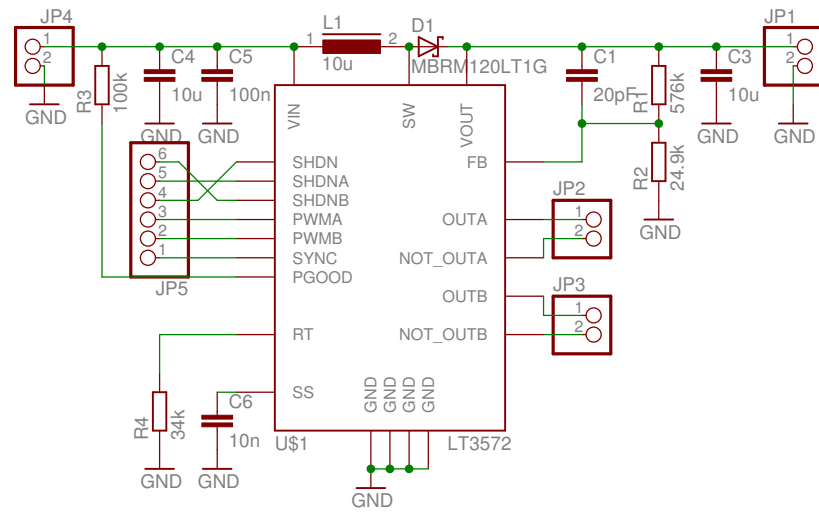 JP4
1
2
GND
R3
100k
C4
10u
GND
C5
100n
GND
L1
1
2
10u
D1
MBRM120LT1G
C1
20pF
R1
576k
C3
10u
GND
JP1
1
2
GND
VIN
SW
VOUT
FB
R2
24.9k
GND
6
5
4
3
2
1
JP5
SHDN
SHDNA
SHDNB
PWMA
PWMB
SYNC
PGOOD
RT
SS
OUTA
NOT_OUTA
OUTB
NOT_OUTB
JP2
1
2
JP3
1
2
R4
34k
GND
C6
10n
GND
GND
GND
GND
GND
U$1
LT3572
GND